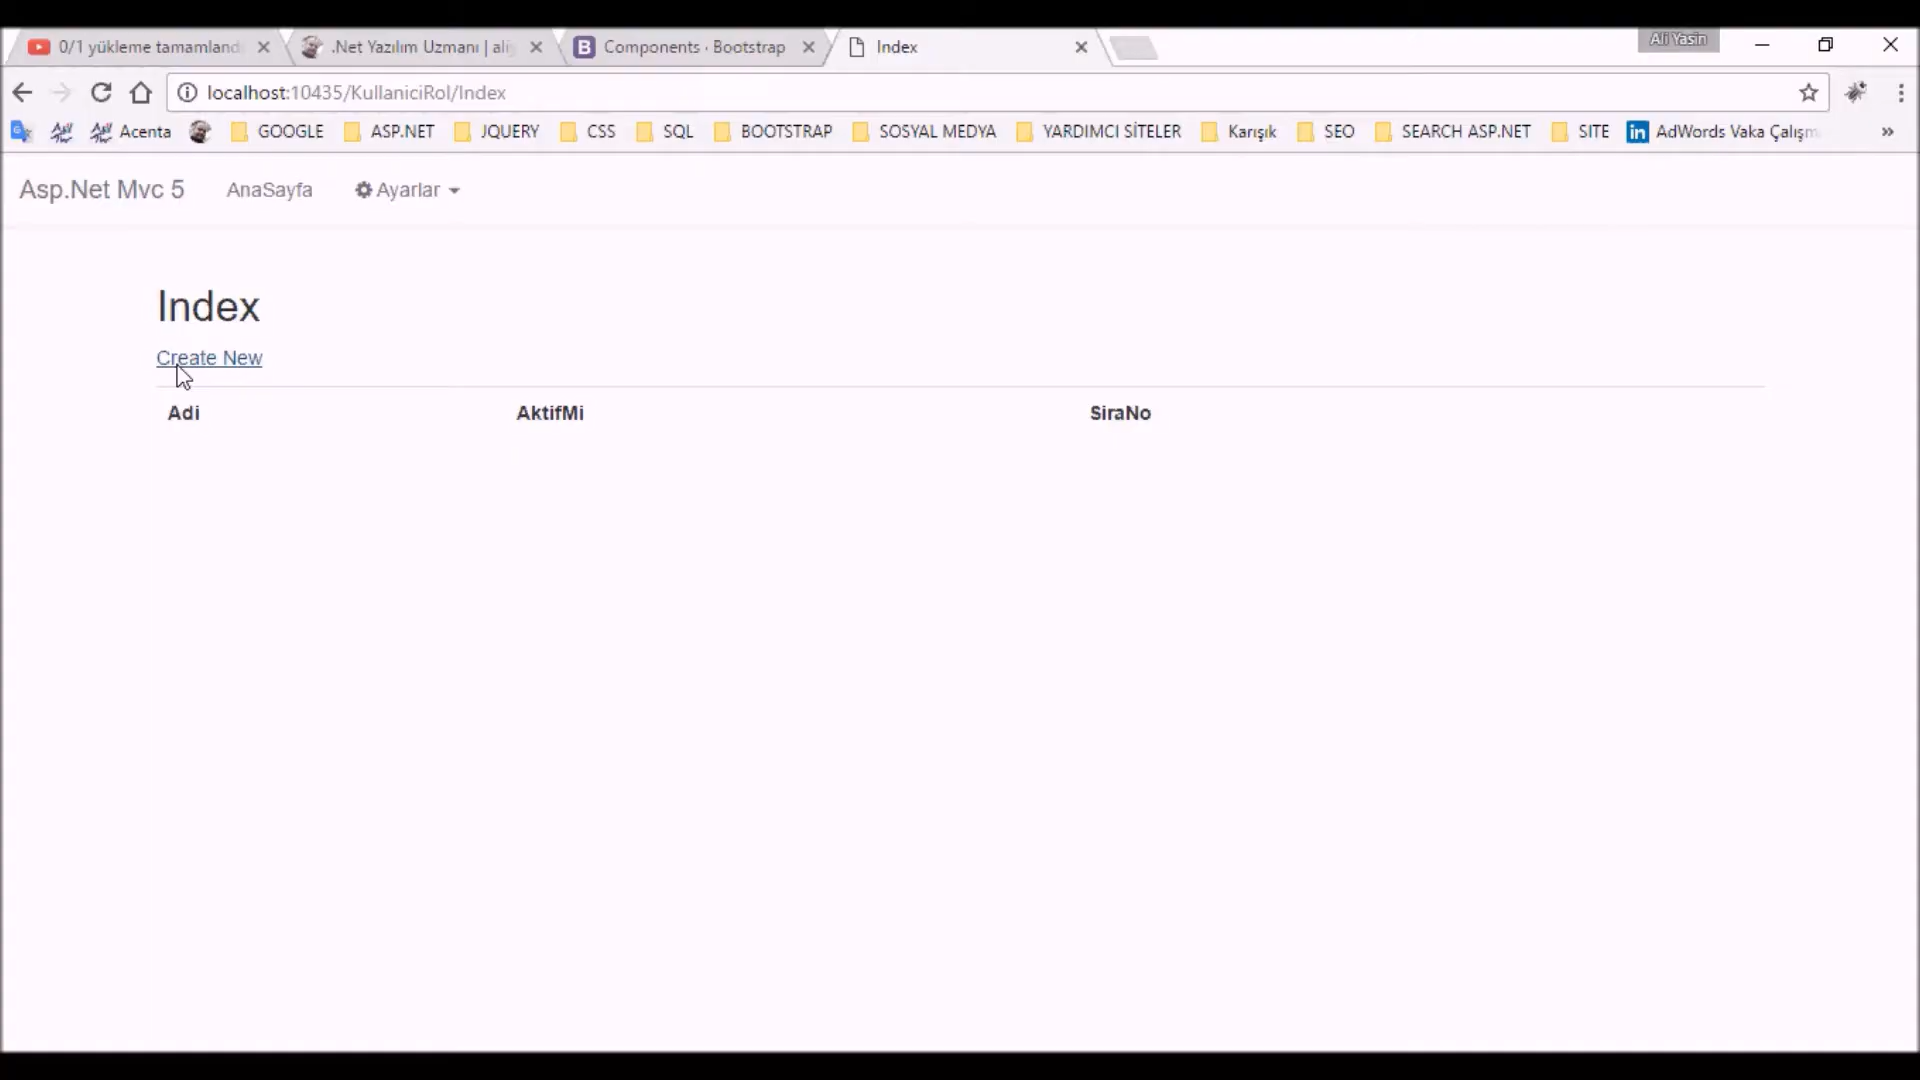 0/1 yükleme tamamland
.Net Yazılım Uzmanı | ali
Components · Bootstrap
Index
Ali Yasin
localhost:10435/KullaniciRol/Index
Acenta
GOOGLE
ASP.NET
JQUERY
CSS
SQL
BOOTSTRAP
SOSYAL MEDYA
YARDIMCI SİTELER
Karışık
SEO
SEARCH ASP.NET
SITE
AdWords Vaka Çalışm
Asp.Net Mvc 5
AnaSayfa
Ayarlar
Index
Create New
Adi
AktifMi
SiraNo